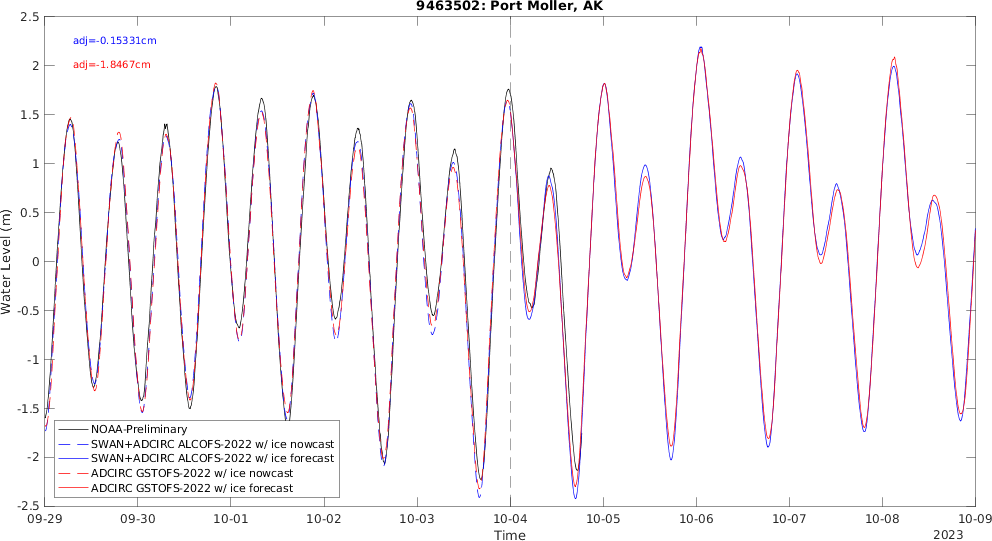 9463502: Port Moller, AK
adj=-0.15331cm
adj=-1.8467cm
Water Level (m)
2.5
2
1.5
1
0.5
0
-0.5
-1
-1.5
-2
-2.5
NOAA-Preliminary
SWAN+ADCIRC ALCOFS-2022 w/ ice nowcast
SWAN+ADCIRC ALCOFS-2022 w/ ice forecast
ADCIRC GSTOFS-2022 w/ ice nowcast
ADCIRC GSTOFS-2022 w/ ice forecast
09-29 09-30 10-01 10-02 10-03 10-04 10-05 10-06 10-07 10-08 10-09
Time
2023